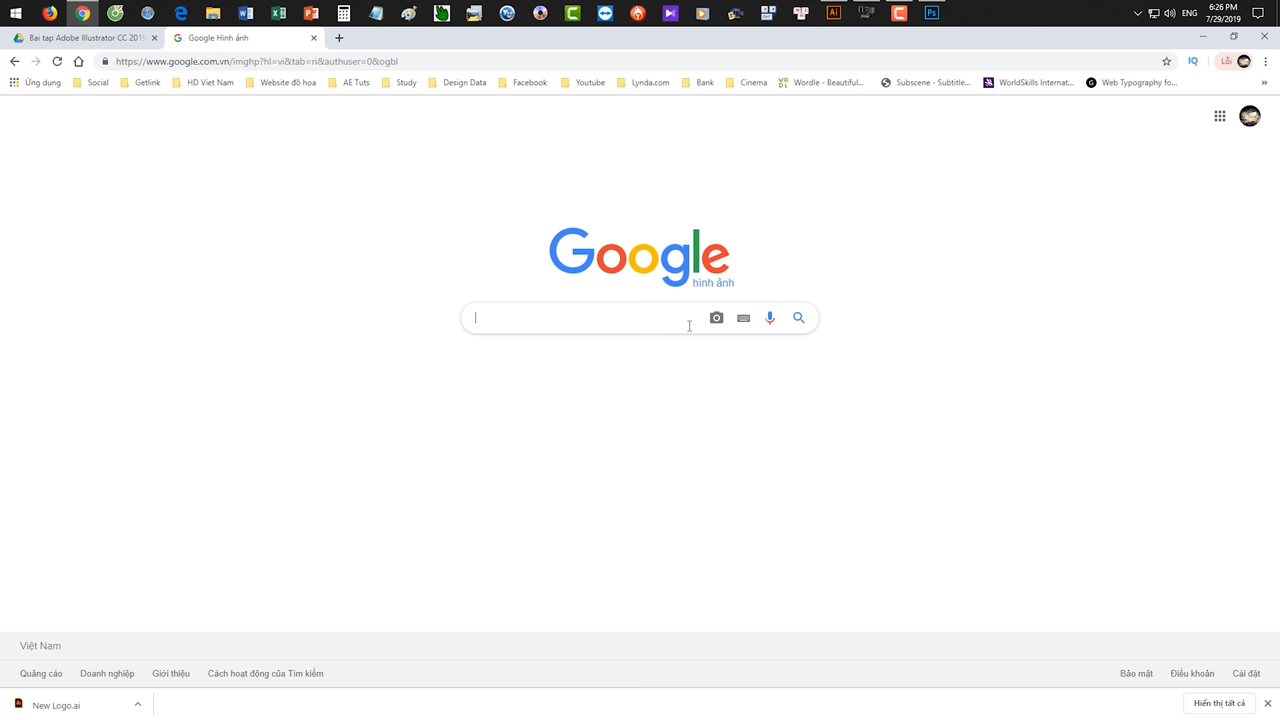 6:26 PM
ENG
7/29/2019
Bai tap Adobe Illustrator CC 2019
Google Hình ảnh
https://www.google.com.vn/imghp?hl=vi&tab=ri&authuser=0&ogbl
IQ
Lỗi
Ứng dụng
Social
Getlink
HD Viet Nam
Website đồ họa
AE Tuts
Study
Design Data
Facebook
Youtube
Lynda.com
Bank
Cinema
Wordle - Beautiful...
Subscene - Subtitle...
WorldSkills Internat...
Web Typography fo...
Google
hình ảnh
Việt Nam
Quảng cáo
Doanh nghiệp
Giới thiệu
Cách hoạt động của Tìm kiếm
Bảo mật
Điều khoản
Cài đặt
New Logo.ai
Hiển thị tất cả